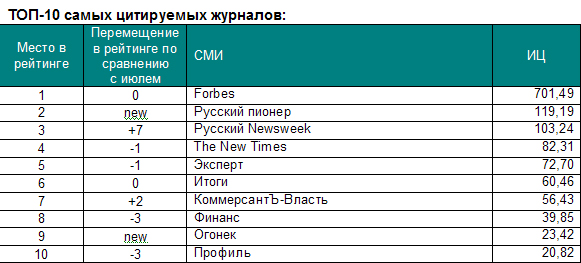 ТОП-10 самых цитируемых журналов:
Место в рейтинге Перемещение в рейтинге по сравнению с июлем СМИ ИЦ
1 0 Forbes 701,49
2 new Русский пионер 119,19
3 +7 Русский Newsweek 103,24
4 -1 The New Times 82,31
5 -1 Эксперт 72,70
6 0 Итоги 60,46
7 +2 КоммерсантЪ-Власть 56,43
8 -3 Финанс 39,85
9 new Огонек 23,42
10 -3 Профиль 20,82